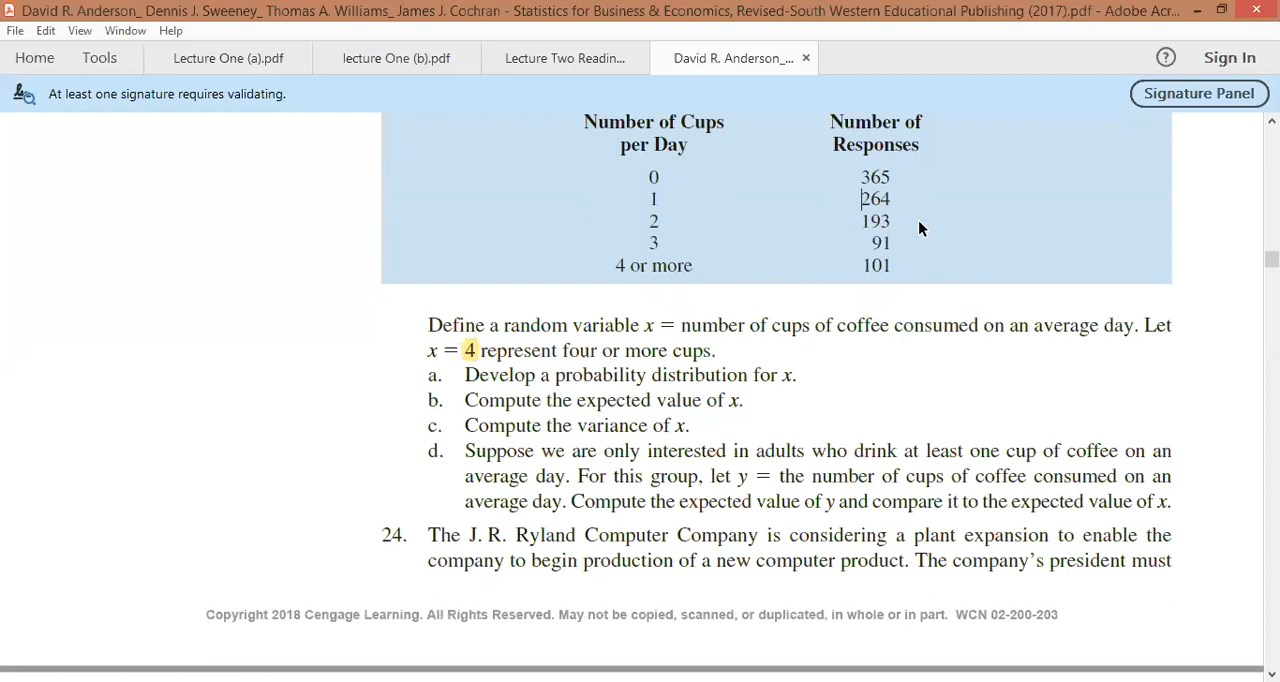 David R. Anderson_ Dennis J. Sweeney_ Thomas A. Williams_ James J. Cochran - Statistics for Business & Economics, Revised-South Western Educational Publishing (2017).pdf - Adobe Acr...
File Edit View Window Help
Home Tools Lecture One (a).pdf lecture One (b).pdf Lecture Two Readin... David R. Anderson_... × ? Sign In
At least one signature requires validating. Signature Panel
Number of Cups Number of
per Day Responses
0 365
1 264
2 193
3 91
4 or more 101
Define a random variable x = number of cups of coffee consumed on an average day. Let
x = 4 represent four or more cups.
a. Develop a probability distribution for x.
b. Compute the expected value of x.
c. Compute the variance of x.
d. Suppose we are only interested in adults who drink at least one cup of coffee on an
average day. For this group, let y = the number of cups of coffee consumed on an
average day. Compute the expected value of y and compare it to the expected value of x.
24. The J. R. Ryland Computer Company is considering a plant expansion to enable the
company to begin production of a new computer product. The company's president must
Copyright 2018 Cengage Learning. All Rights Reserved. May not be copied, scanned, or duplicated, in whole or in part. WCN 02-200-203